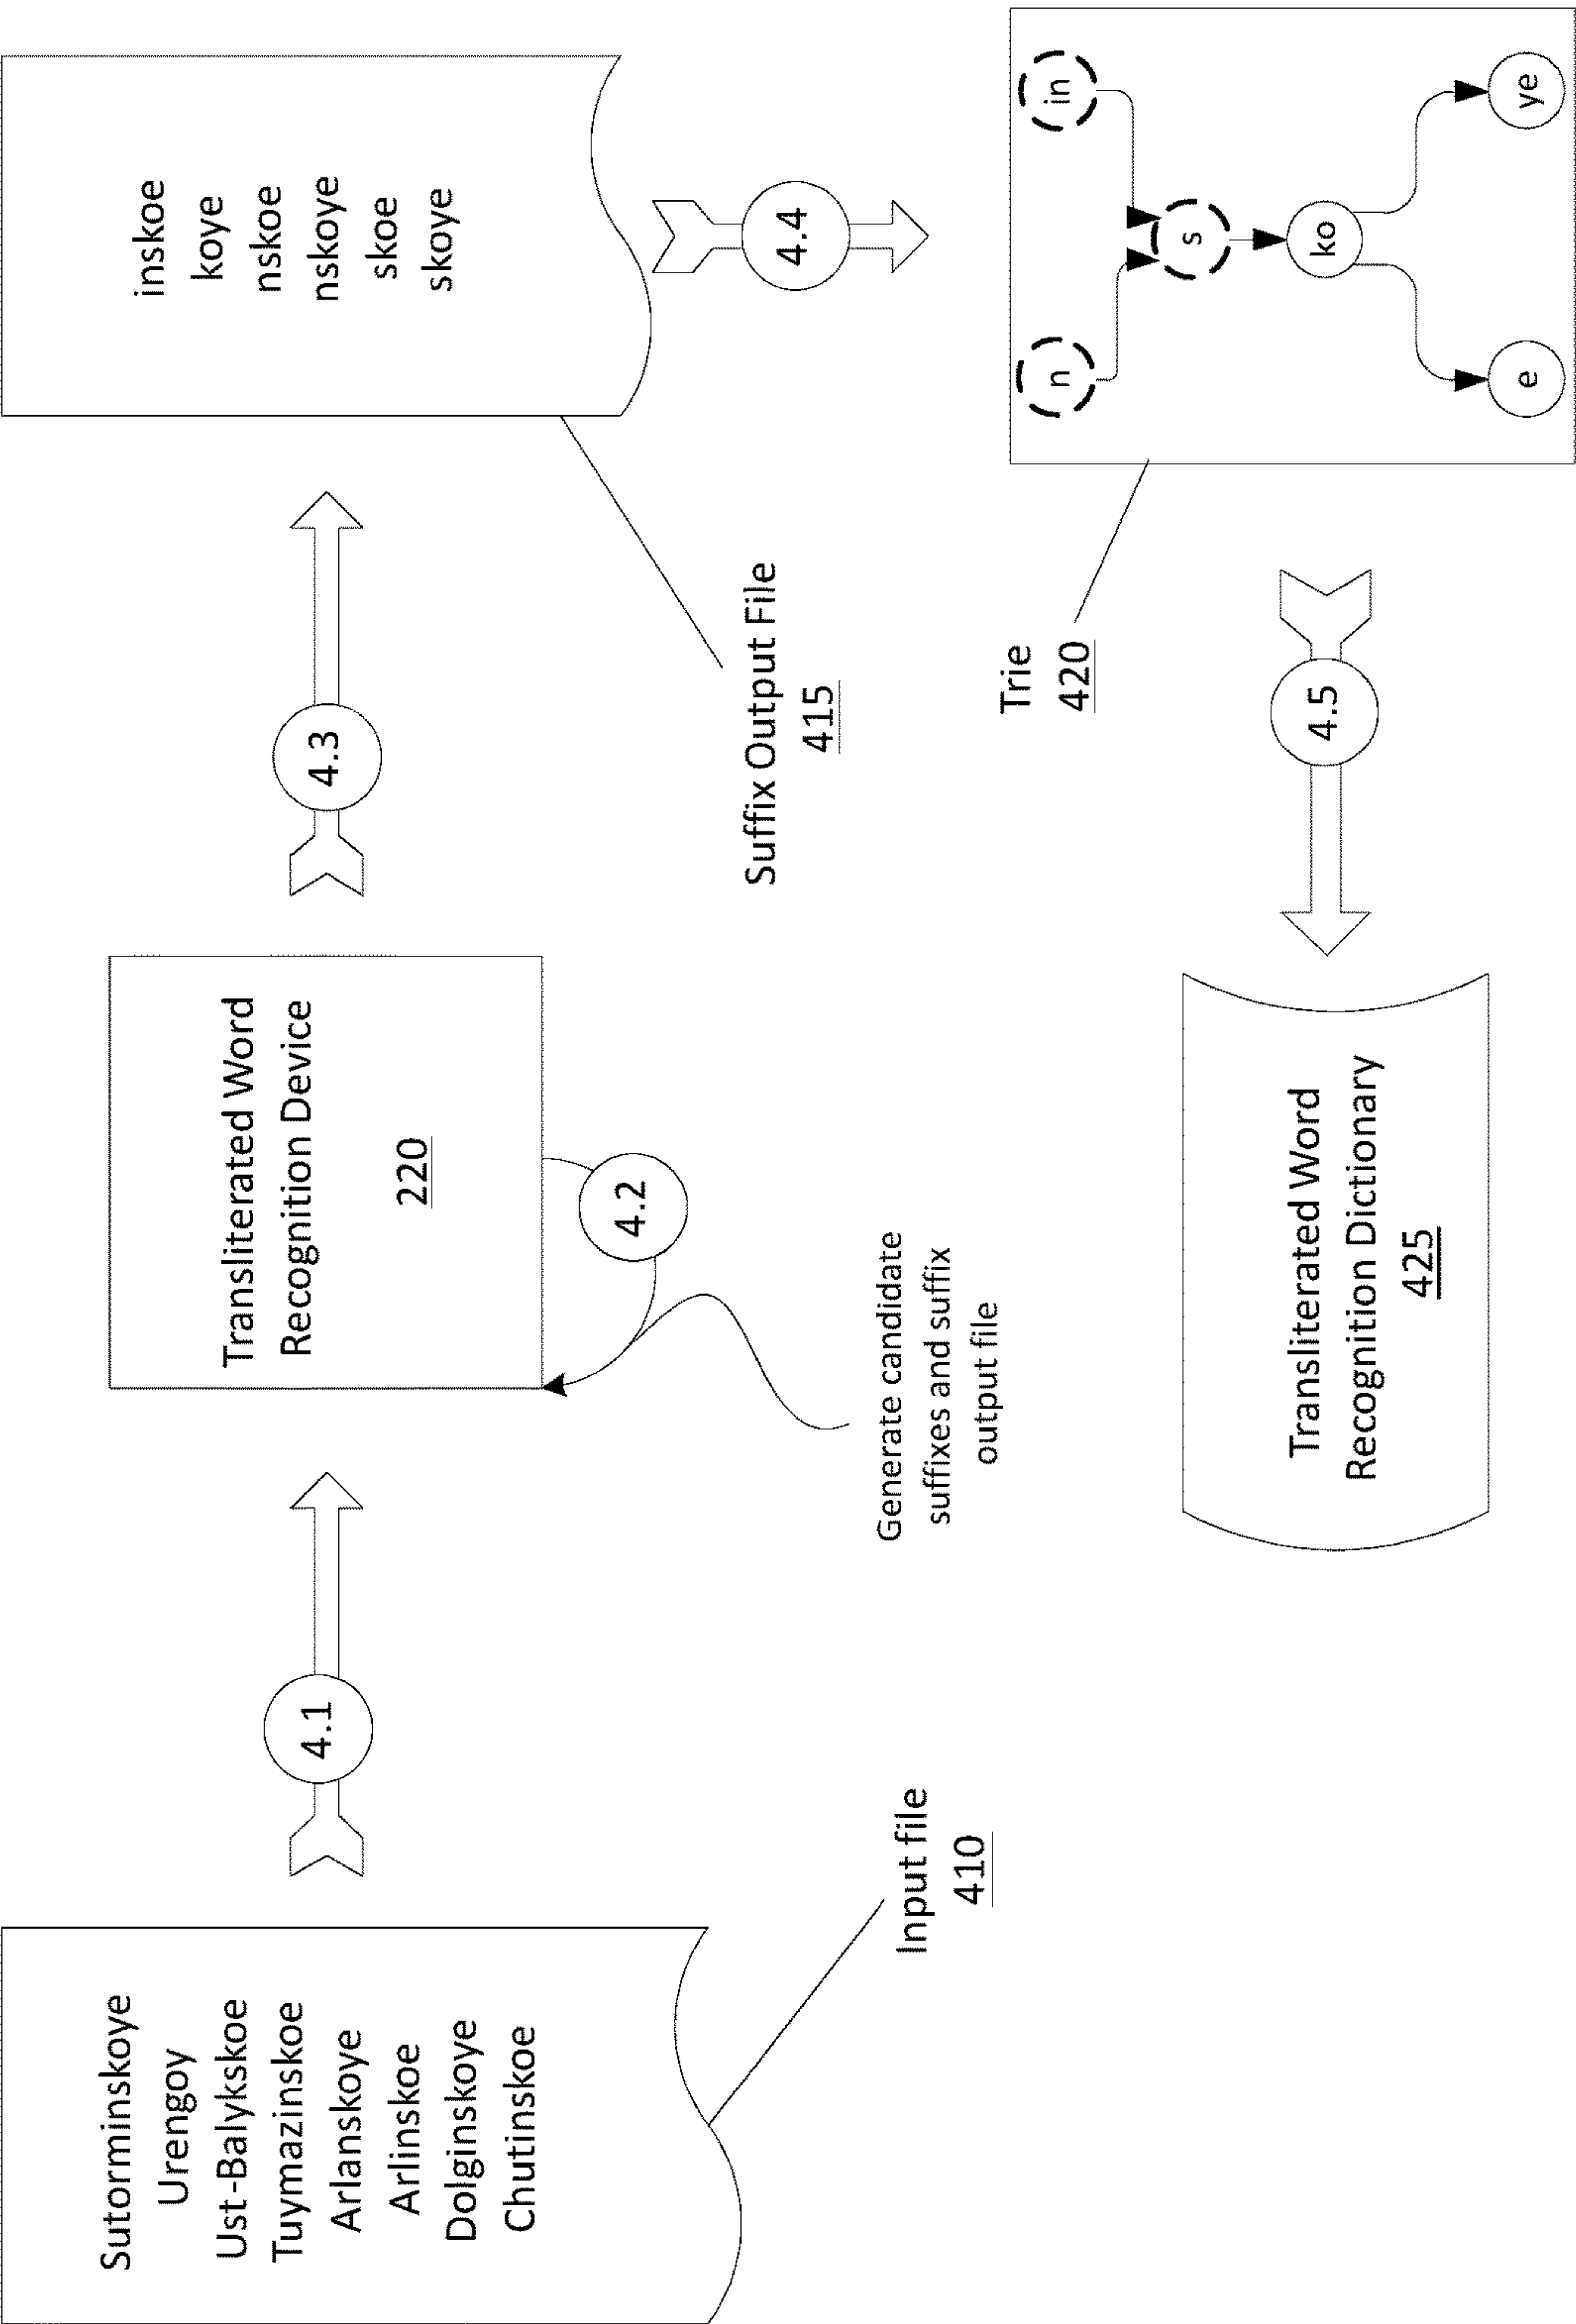 Sutorminskoye
Urengoy
Ust-Balykskoe
Tuymazinskoe
Arlanskoye
Arlinskoe
Dolginskoye
Chutinskoe
Input file
410
4.1
Transliterated Word
Recognition Device
220
4.2
Generate candidate
suffixes and suffix
output file
4.3
inskoe
koye
nskoe
nskoye
skoe
skoye
Suffix Output File
415
4.4
Trie
420
n
in
s
ko
e
ye
4.5
Transliterated Word
Recognition Dictionary
425